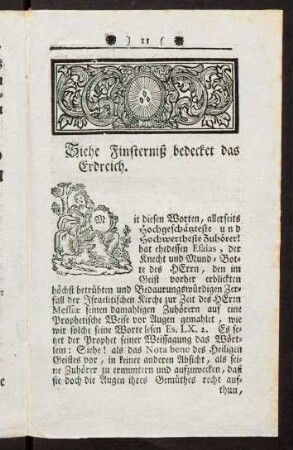 ) 11 (
Siehe Finsterniß bedecket das
Erdreich.
Mit diesen Worten, allerseits
Hochgeschätzteste und
Hochwertheste Zuhörer!
hat ehedessen Esaias, der
Knecht und Mund-Bot-
te des HErrn, den im
Geist vorher erblickten
höchst betrübten und Bedaurungswürdigen Zer-
fall der Israelitischen Kirche zur Zeit des HErrn
Messiæ seinen damahligen Zuhörern auf eine
Prophetische Weise vor Augen gemahlet, wie
wir solche seine Worte lesen Es. LX. 2. Es se-
tzet der Prophet seiner Weissagung das Wört-
lein: Siehe! als das Nota bene des Heiligen
Geistes vor, in keiner anderen Absicht, als sei-
ne Zuhörer zu ermuntern und aufzuwecken, daß
sie doch die Augen ihres Gemüthes recht auf-
thun,